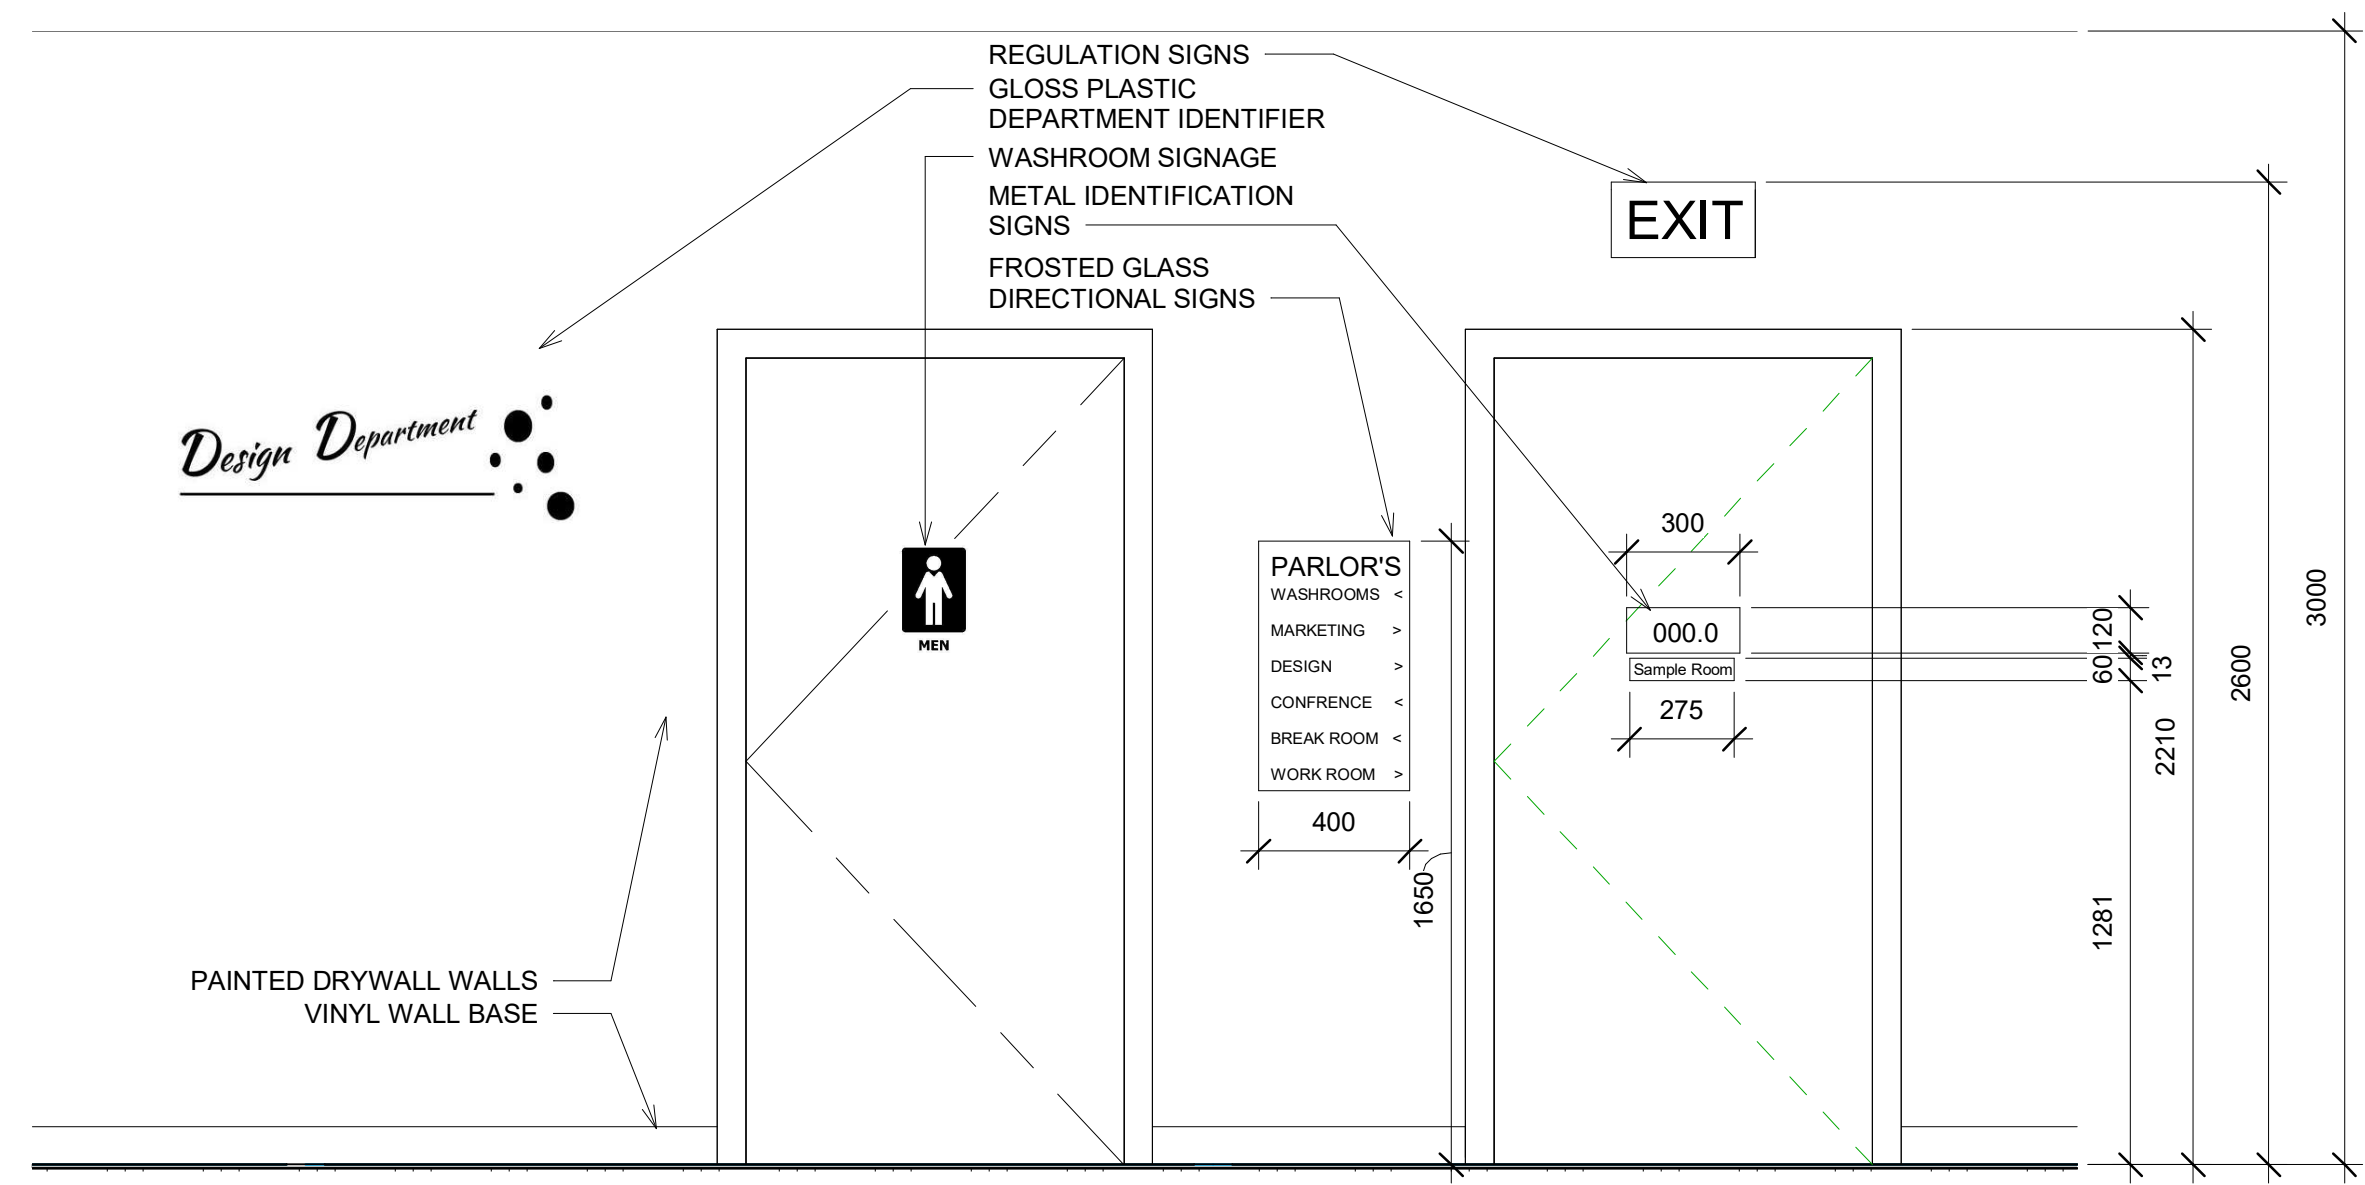 REGULATION SIGNS
GLOSS PLASTIC
DEPARTMENT IDENTIFIER
WASHROOM SIGNAGE
METAL IDENTIFICATION
SIGNS
FROSTED GLASS
DIRECTIONAL SIGNS
EXIT
Design Department
MEN
PARLOR'S
WASHROOMS <
MARKETING >
DESIGN >
CONFRENCE <
BREAK ROOM <
WORK ROOM >
400
1650
300
000.0
Sample Room
275
120
60
13
1281
2210
2600
3000
PAINTED DRYWALL WALLS
VINYL WALL BASE